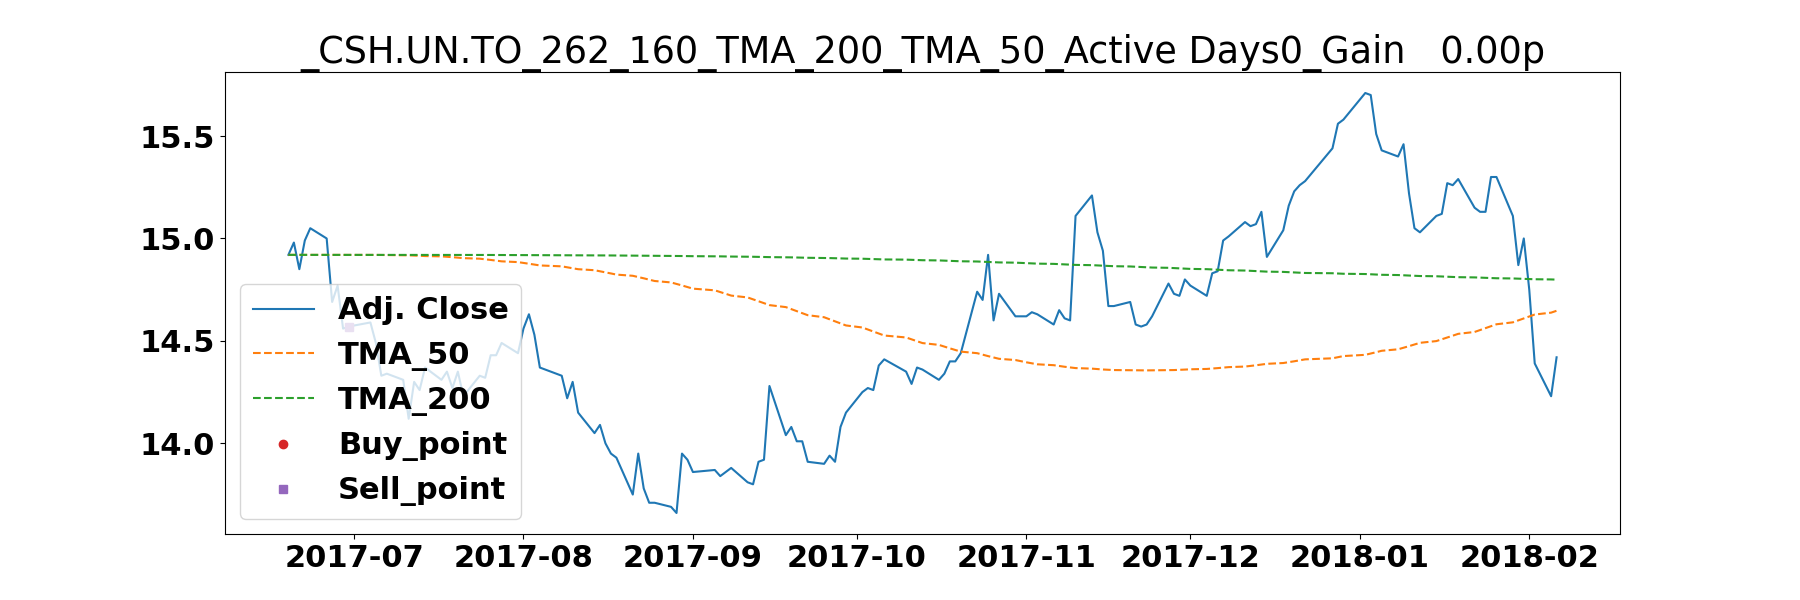 _CSH.UN.TO_262_160_TMA_200_TMA_50_Active Days0_Gain   0.00p
15.5
15.0
14.5
14.0
Adj. Close
TMA_50
TMA_200
Buy_point
Sell_point
2017-07 2017-08 2017-09 2017-10 2017-11 2017-12 2018-01 2018-02